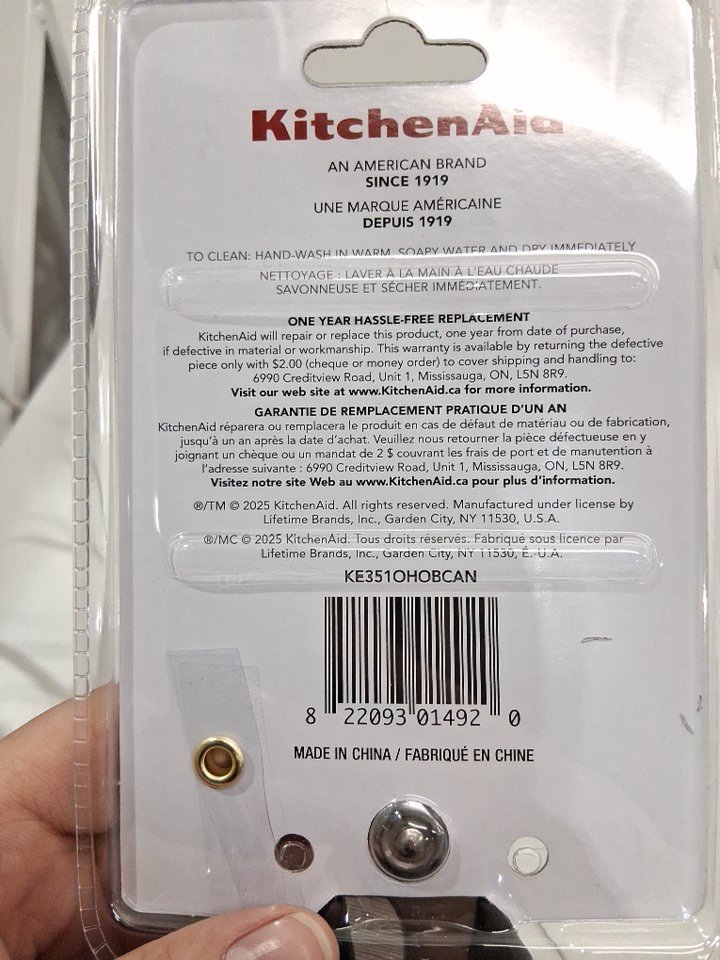 KitchenAid
AN AMERICAN BRAND
SINCE 1919
UNE MARQUE AMÉRICAINE
DEPUIS 1919
TO CLEAN: HAND-WASH IN WARM, SOAPY WATER AND DRY IMMEDIATELY
NETTOYAGE : LAVER À LA MAIN À L'EAU CHAUDE
SAVONNEUSE ET SÉCHER IMMÉDIATEMENT.
ONE YEAR HASSLE-FREE REPLACEMENT
KitchenAid will repair or replace this product, one year from date of purchase,
if defective in material or workmanship. This warranty is available by returning the defective
piece only with $2.00 (cheque or money order) to cover shipping and handling to:
6990 Creditview Road, Unit 1, Mississauga, ON, L5N 8R9.
Visit our web site at www.KitchenAid.ca for more information.
GARANTIE DE REMPLACEMENT PRATIQUE D'UN AN
KitchenAid réparera ou remplacera le produit en cas de défaut de matériau ou de fabrication,
jusqu'à un an après la date d'achat. Veuillez nous retourner la pièce défectueuse en y
joignant un chèque ou un mandat de 2 $ couvrant les frais de port et de manutention à
l'adresse suivante : 6990 Creditview Road, Unit 1, Mississauga, ON, L5N 8R9.
Visitez notre site Web au www.KitchenAid.ca pour plus d'information.
®/TM © 2025 KitchenAid. All rights reserved. Manufactured under license by
Lifetime Brands, Inc., Garden City, NY 11530, U.S.A.
®/MC © 2025 KitchenAid. Tous droits réservés. Fabriqué sous licence par
Lifetime Brands, Inc., Garden City, NY 11530, É.-U.A.
KE351OHOBCAN
8 22093 01492 0
MADE IN CHINA / FABRIQUÉ EN CHINE